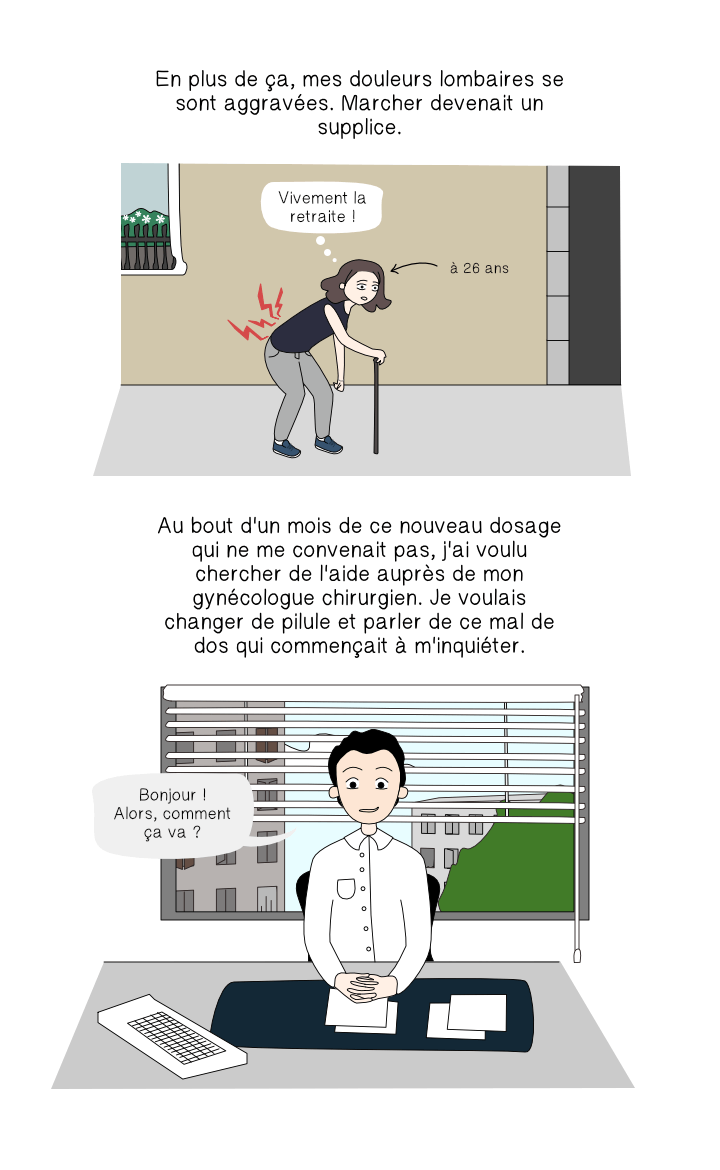 En plus de ça, mes douleurs lombaires se
sont aggravées. Marcher devenait un
supplice.
Vivement la
retraite !
à 26 ans
Au bout d'un mois de ce nouveau dosage
qui ne me convenait pas, j'ai voulu
chercher de l'aide auprès de mon
gynécologue chirurgien. Je voulais
changer de pilule et parler de ce mal de
dos qui commençait à m'inquiéter.
Bonjour !
Alors, comment
ça va ?